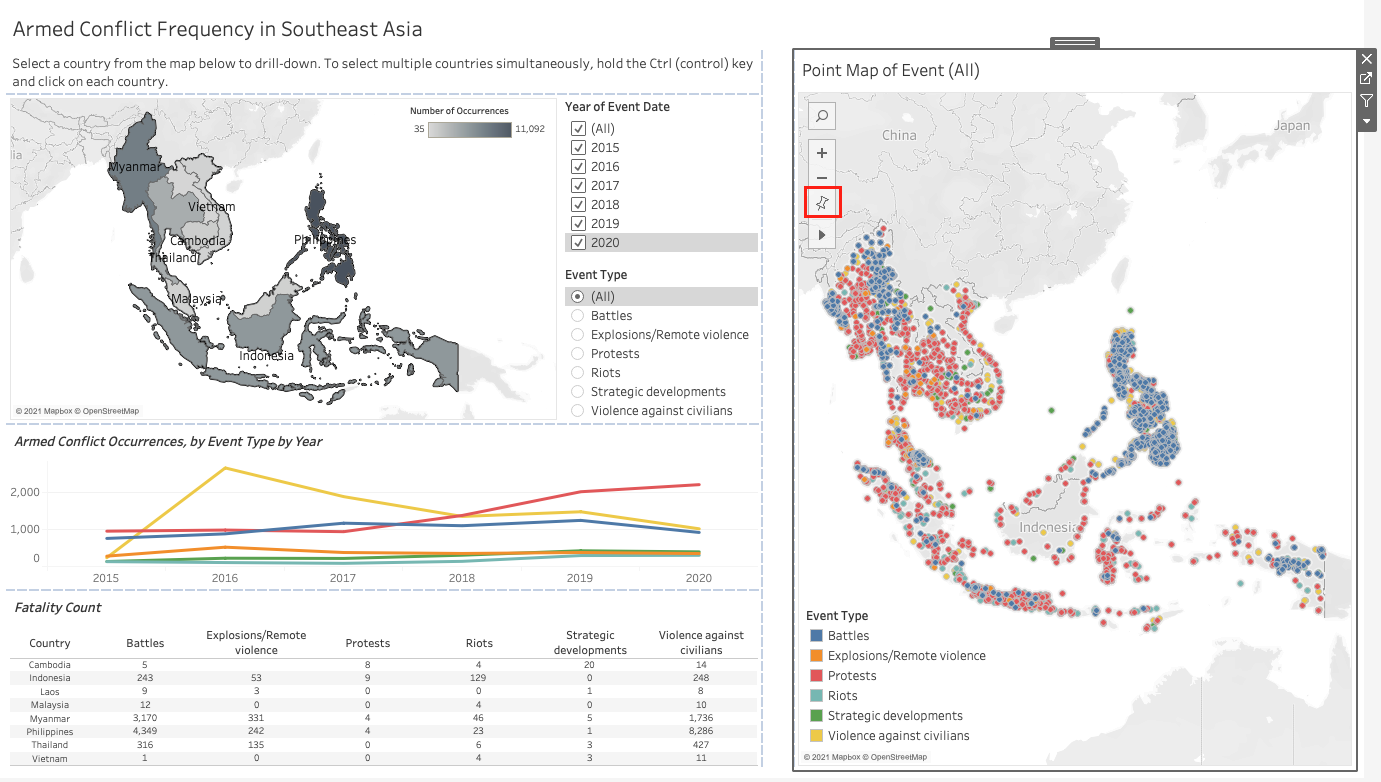 Armed Conflict Frequency in Southeast Asia
Select a country from the map below to drill-down. To select multiple countries simultaneously, hold the Ctrl (control) key
and click on each country.
Number of Occurrences
35 11,092
Myanmar
Vietnam
Cambodia
Thailand
Philippines
Malaysia
Indonesia
© 2021 Mapbox © OpenStreetMap
Year of Event Date
(All)
2015
2016
2017
2018
2019
2020
Event Type
(All)
Battles
Explosions/Remote violence
Protests
Riots
Strategic developments
Violence against civilians
Armed Conflict Occurrences, by Event Type by Year
2,000
1,000
0
2015 2016 2017 2018 2019 2020
Fatality Count
Country Battles Explosions/Remote violence Protests Riots Strategic developments Violence against civilians
Cambodia 5 8 4 20 14
Indonesia 243 53 9 129 0 248
Laos 9 3 0 0 1 8
Malaysia 12 0 0 4 0 10
Myanmar 3,170 331 4 46 5 1,736
Philippines 4,349 242 4 23 1 8,286
Thailand 316 135 0 6 3 427
Vietnam 1 0 0 4 3 11
Point Map of Event (All)
China
Japan
Indonesia
Event Type
Battles
Explosions/Remote violence
Protests
Riots
Strategic developments
Violence against civilians
© 2021 Mapbox © OpenStreetMap